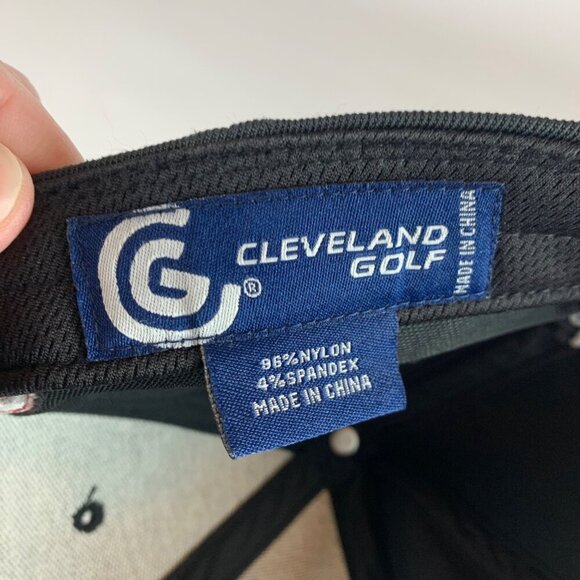 CG®
CLEVELAND
GOLF
MADE IN CHINA
96%NYLON
4%SPANDEX
MADE IN CHINA